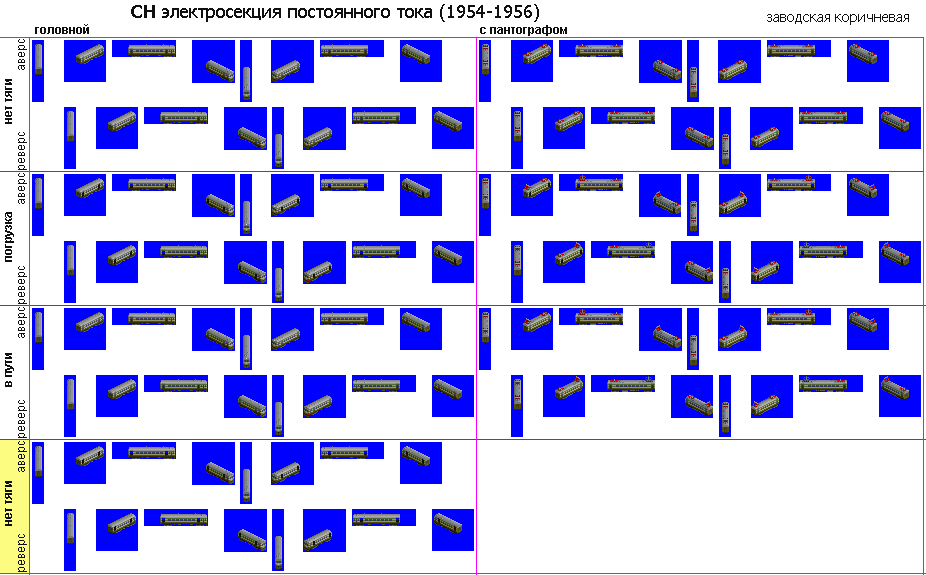 СН электросекция постоянного тока (1954-1956)
заводская коричневая
головной
с пантографом
нет тяги
аверс
реверс
погрузка
аверс
реверс
в пути
аверс
реверс
нет тяги
аверс
реверс